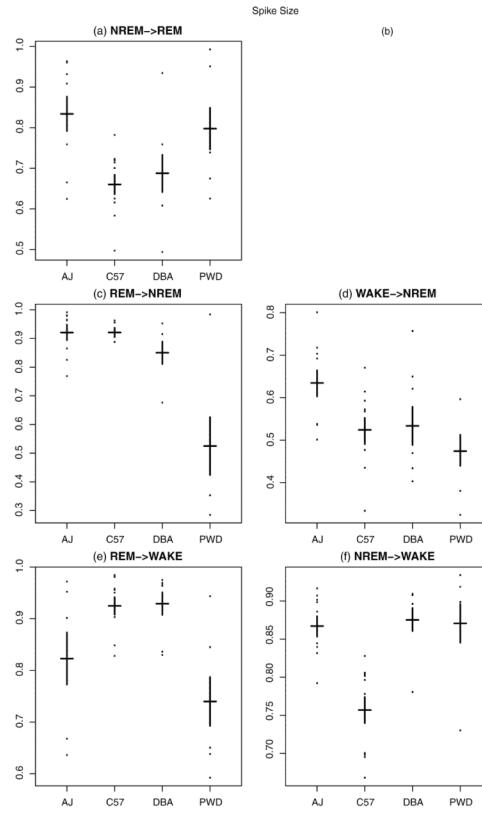 Spike Size
(a) NREM->REM
(b)
1.0
0.9
0.8
0.7
0.6
0.5
AJ C57 DBA PWD
(c) REM->NREM
(d) WAKE->NREM
1.0
0.9
0.8
0.7
0.6
0.5
0.4
0.3
AJ C57 DBA PWD
0.8
0.7
0.6
0.5
0.4
AJ C57 DBA PWD
(e) REM->WAKE
(f) NREM->WAKE
1.0
0.9
0.8
0.7
0.6
AJ C57 DBA PWD
0.90
0.85
0.80
0.75
0.70
AJ C57 DBA PWD